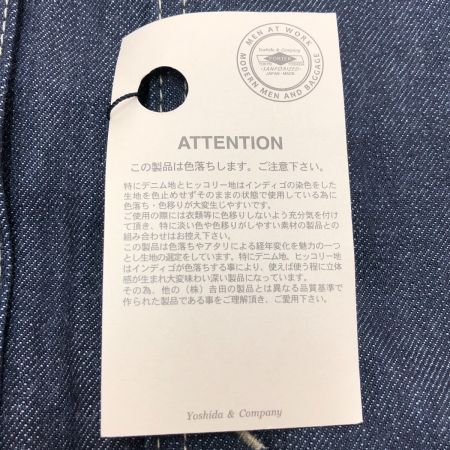 MEN AT WORK
Yoshida & Company
PORTER
SANFORIZED
JAPAN MADE
MODERN MEN AND BAGGAGE
ATTENTION
この製品は色落ちします。ご注意下さい。
特にデニム地とヒッコリー地はインディゴの染色をした
生地を色止めせずそのままの状態で使用している為に
色落ち・色移りが大変生じやすいです。
ご使用の際には衣類等に色移りしないよう充分気を付け
て頂き、特に淡い色や色移りがしやすい素材の製品との
組み合わせはお控え下さい。
この製品は色落ちやアタリによる経年変化を魅力の一つ
とし生地の選定をしています。特にデニム地、ヒッコリー地
はインディゴが色落ちする事により、使えば使う程に立体
感が生まれ大変味わい深い製品になっています。
その為、他の（株）吉田の製品とは異なる品質基準で
作られた製品である事をご理解頂き、ご愛用下さい。
Yoshida & Company